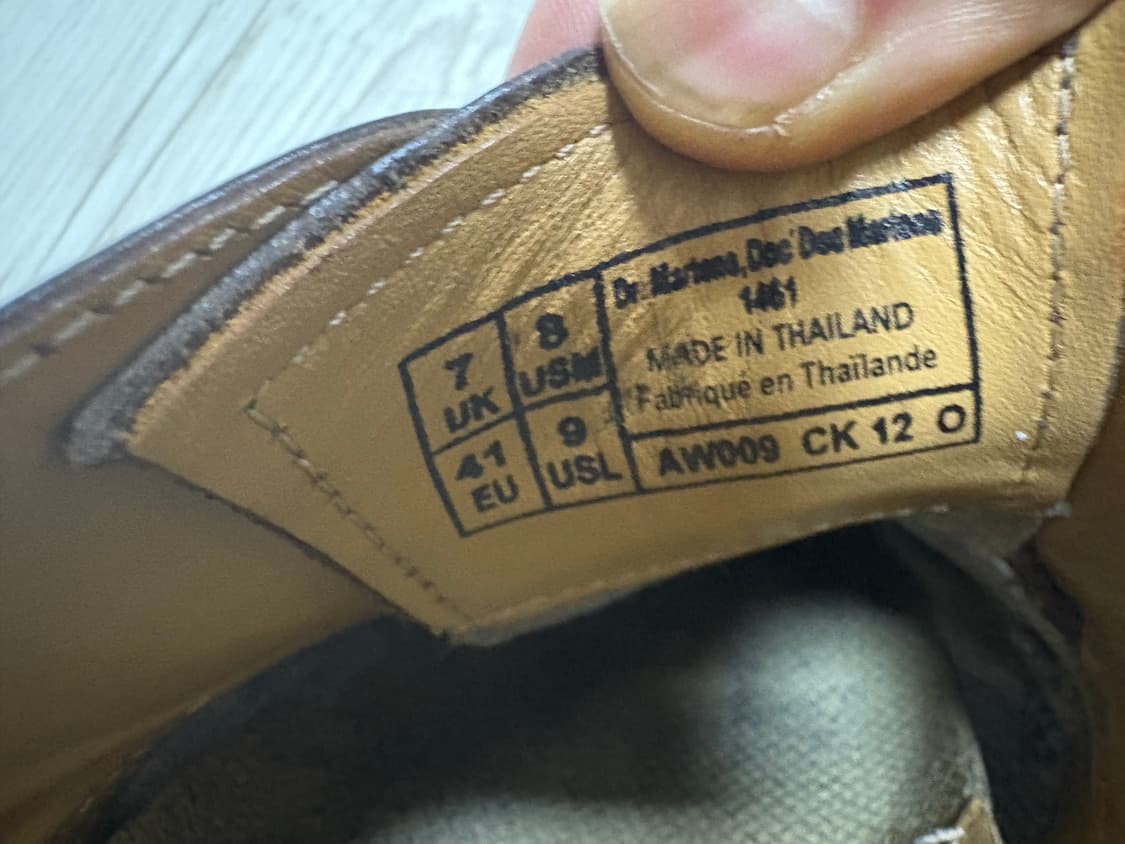 7
UK
8
USM
41
EU
9
USL
Dr. Martens, Doc' Doc Martens
1461
MADE IN THAILAND
Fabriqué en Thaïlande
AW009 CK 12 O